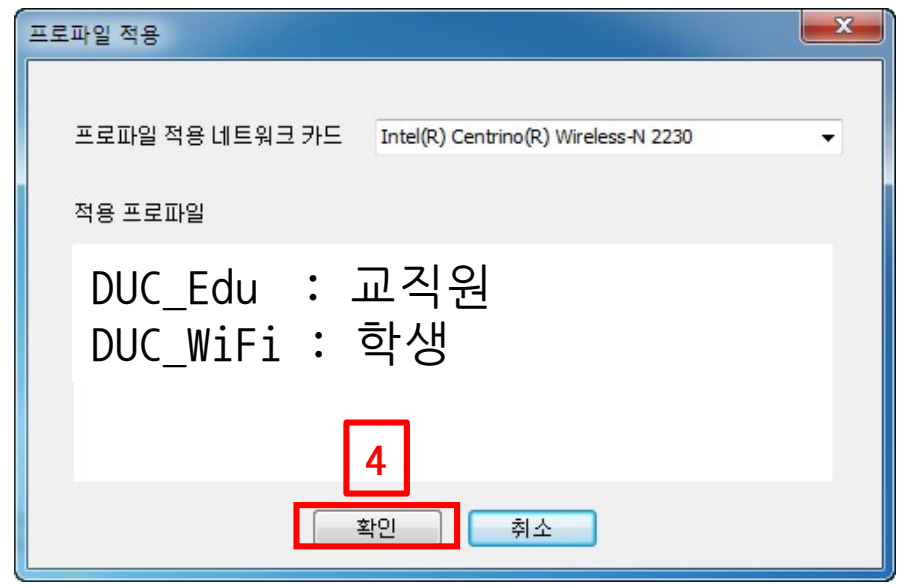 프로파일 적용
프로파일 적용 네트워크 카드 Intel(R) Centrino(R) Wireless-N 2230
적용 프로파일
DUC_Edu : 교직원
DUC_WiFi : 학생
4
확인 취소